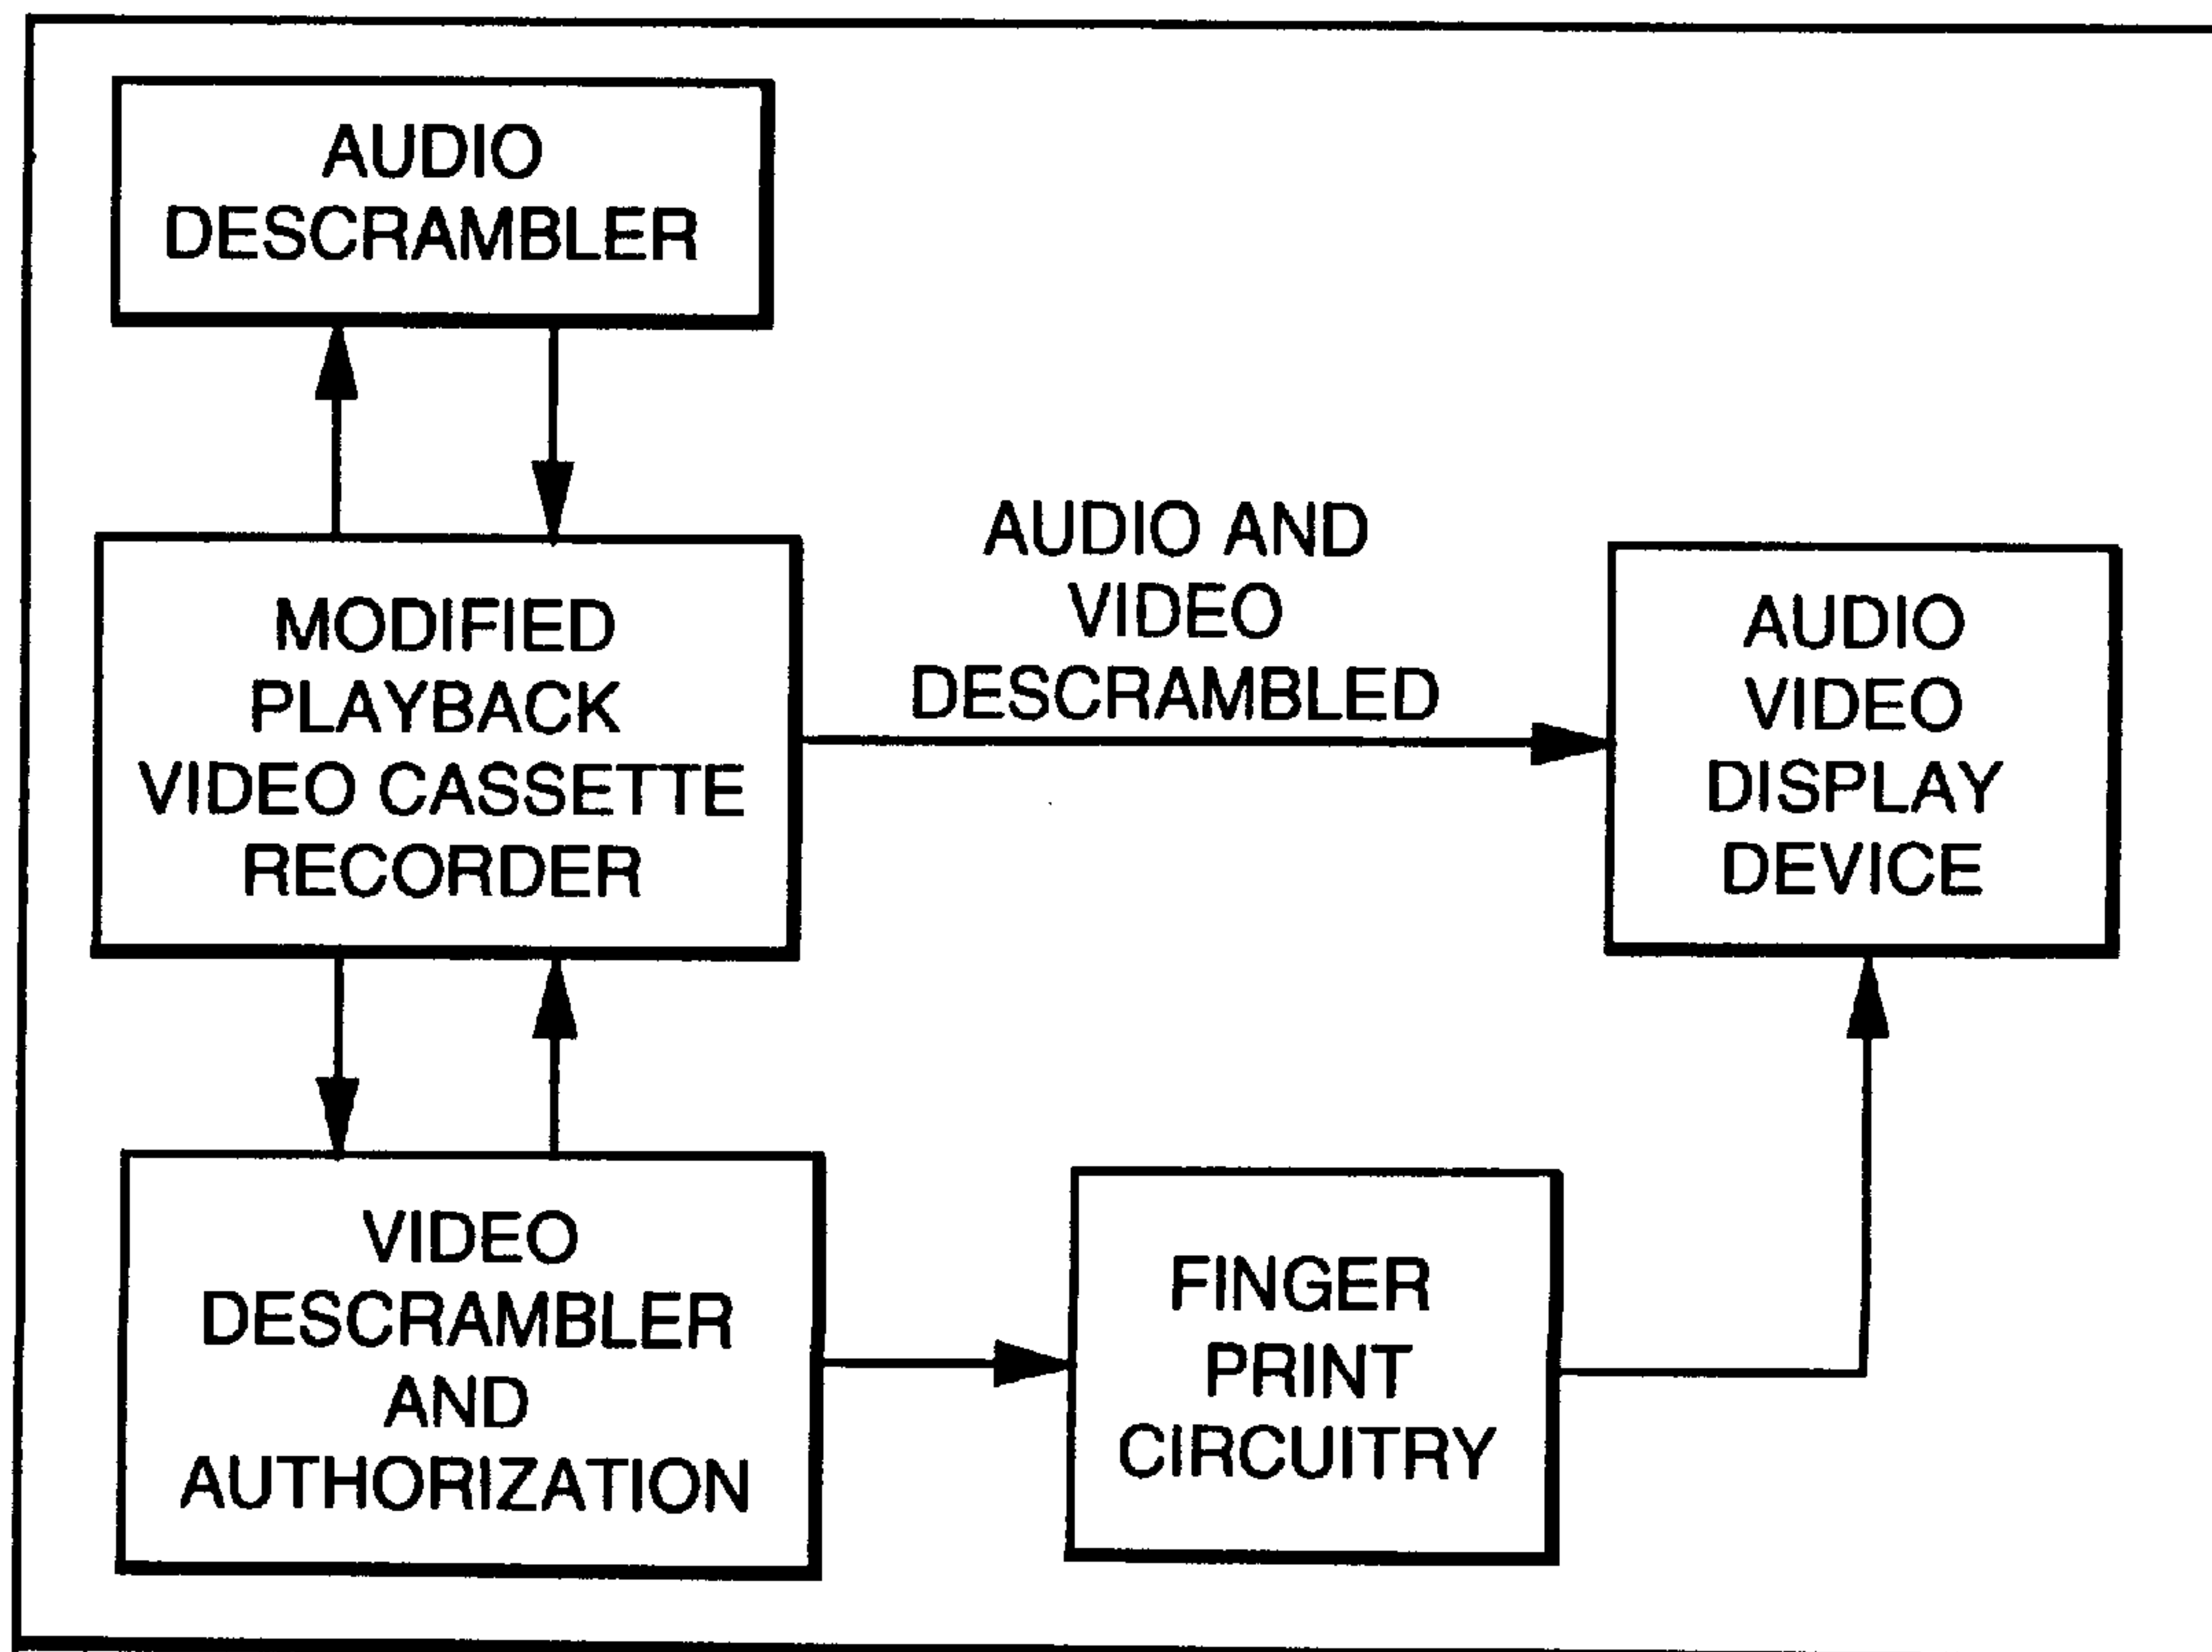 AUDIO
DESCRAMBLER
AUDIO AND
VIDEO
DESCRAMBLED
MODIFIED
PLAYBACK
VIDEO CASSETTE
RECORDER
AUDIO
VIDEO
DISPLAY
DEVICE
VIDEO
DESCRAMBLER
AND
AUTHORIZATION
FINGER
PRINT
CIRCUITRY